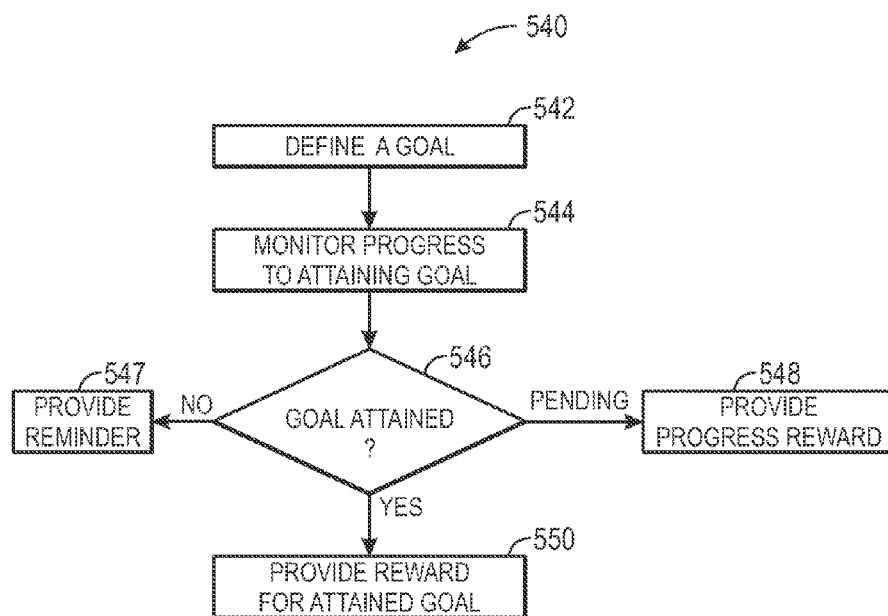 540
542
DEFINE A GOAL
544
MONITOR PROGRESS
TO ATTAINING GOAL
546
547
NO
PROVIDE
REMINDER
GOAL ATTAINED
?
PENDING
548
PROVIDE
PROGRESS REWARD
YES
550
PROVIDE REWARD
FOR ATTAINED GOAL